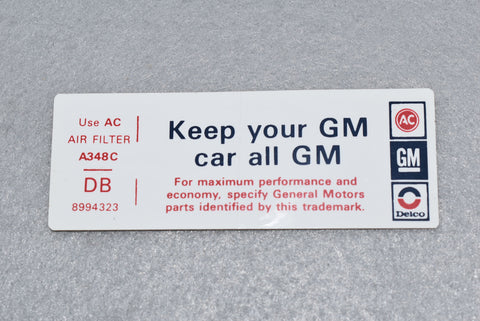 Use AC
AIR FILTER
A348C
DB
8994323
Keep your GM
car all GM
For maximum performance and
economy, specify General Motors
parts identified by this trademark.
AC
GM
Delco